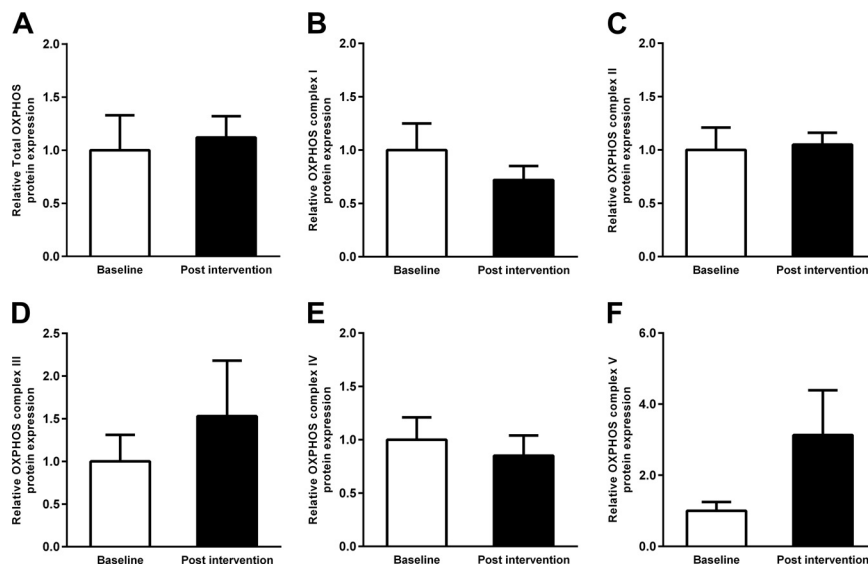 A
Relative Total OXPHOS
protein expression
2.0
1.5
1.0
0.5
0.0
Baseline
Post intervention
B
Relative OXPHOS complex I
protein expression
2.0
1.5
1.0
0.5
0.0
Baseline
Post intervention
C
Relative OXPHOS complex II
protein expression
2.0
1.5
1.0
0.5
0.0
Baseline
Post intervention
D
Relative OXPHOS complex III
protein expression
2.5
2.0
1.5
1.0
0.5
0.0
Baseline
Post intervention
E
Relative OXPHOS complex IV
protein expression
2.0
1.5
1.0
0.5
0.0
Baseline
Post intervention
F
Relative OXPHOS complex V
protein expression
6.0
4.0
2.0
0.0
Baseline
Post intervention